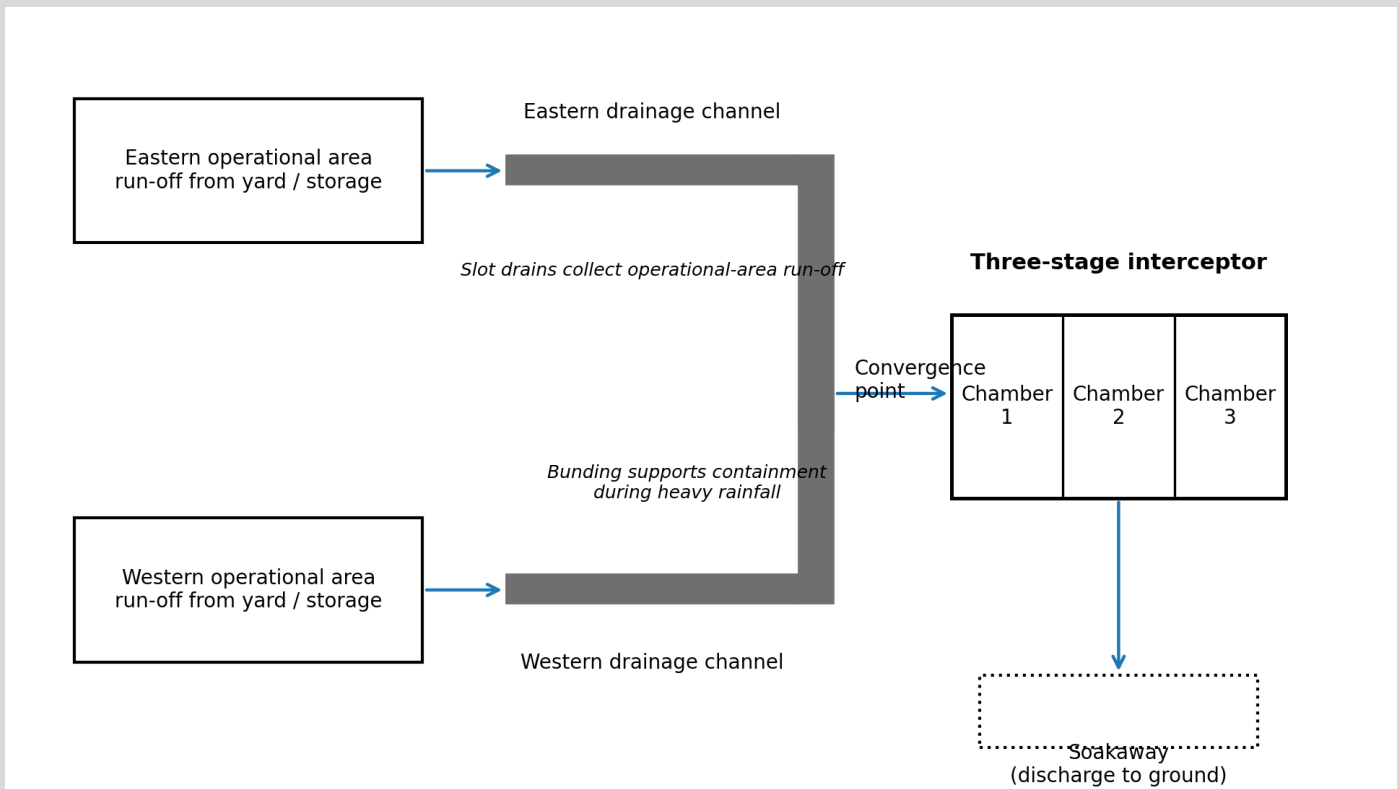 Eastern drainage channel
Eastern operational area
run-off from yard / storage
Slot drains collect operational-area run-off
Three-stage interceptor
Convergence
point
Chamber
1
Chamber
2
Chamber
3
Bunding supports containment
during heavy rainfall
Western operational area
run-off from yard / storage
Western drainage channel
Soakaway
(discharge to ground)